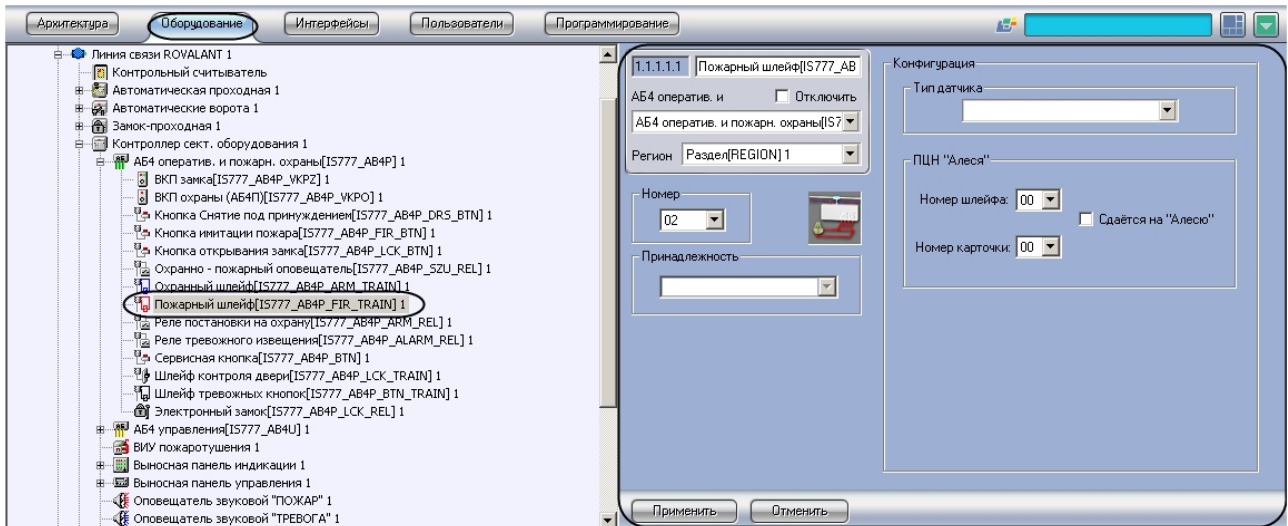 Архитектура
Оборудование
Интерфейсы
Пользователи
Программирование
Линия связи ROVALANT 1
Контрольный считыватель
Автоматическая проходная 1
Автоматические ворота 1
Замок-проходная 1
Контроллер сект. оборудования 1
АБ4 оператив. и пожарн. охраны[IS777_AB4P] 1
ВКП замка[IS777_AB4P_VKPZ] 1
ВКП охраны (АБ4П)[IS777_AB4P_VKPO] 1
Кнопка Снятие под принуждением[IS777_AB4P_DRS_BTN] 1
Кнопка имитации пожара[IS777_AB4P_FIR_BTN] 1
Кнопка открывания замка[IS777_AB4P_LCK_BTN] 1
Охранно - пожарный оповещатель[IS777_AB4P_SZU_REL] 1
Охранный шлейф[IS777_AB4P_ARM_TRAIN] 1
Пожарный шлейф[IS777_AB4P_FIR_TRAIN] 1
Реле постановки на охрану[IS777_AB4P_ARM_REL] 1
Реле тревожного извещения[IS777_AB4P_ALARM_REL] 1
Сервисная кнопка[IS777_AB4P_BTN] 1
Шлейф контроля двери[IS777_AB4P_LCK_TRAIN] 1
Шлейф тревожных кнопок[IS777_AB4P_BTN_TRAIN] 1
Электронный замок[IS777_AB4P_LCK_REL] 1
АБ4 управления[IS777_AB4U] 1
ВИУ пожаротушения 1
Выносная панель индикации 1
Выносная панель управления 1
Оповещатель звуковой "ПОЖАР" 1
Оповещатель звуковой "ТРЕВОГА" 1
1.1.1.1.1 Пожарный шлейф[IS777_AB
АБ4 оператив. и Отключить
АБ4 оператив. и пожарн. охраны[IS7
Регион Раздел[REGION] 1
Номер
02
Принадлежность
Конфигурация
Тип датчика
ПЦН "Алеся"
Номер шлейфа: 00
Сдаётся на "Алесю"
Номер карточки: 00
Применить
Отменить